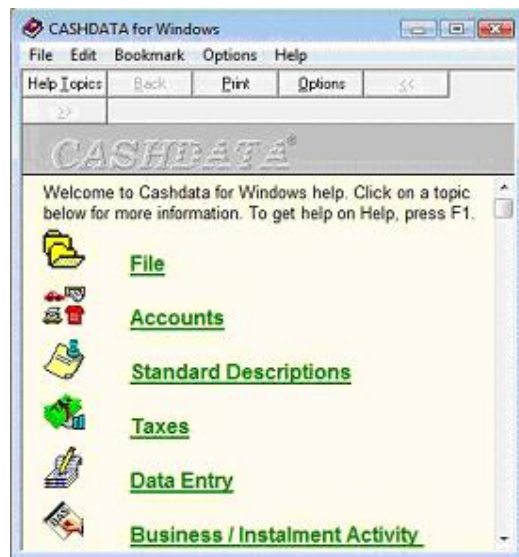 CASHDATA for Windows
File Edit Bookmark Options Help
Help Topics Back Print Options <<
>>
CASHDATA®
Welcome to Cashdata for Windows help. Click on a topic
below for more information. To get help on Help, press F1.
File
Accounts
Standard Descriptions
Taxes
Data Entry
BAS
Business / Instalment Activity